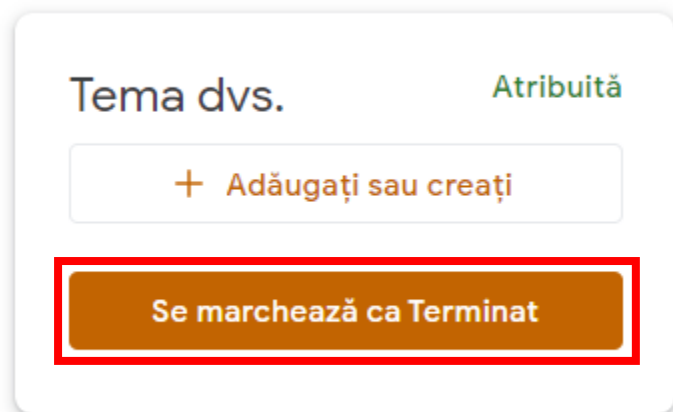 Tema dvs.
Atribuită
+ Adăugați sau creați
Se marchează ca Terminat